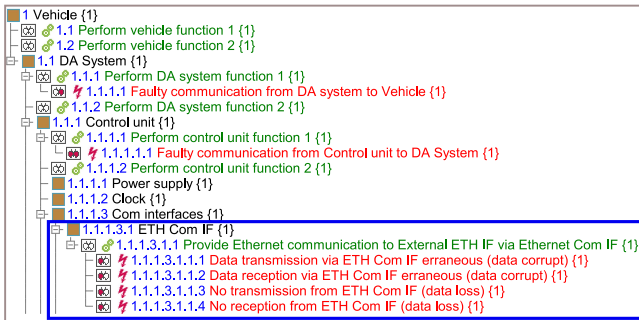 1 Vehicle {1}
1.1 Perform vehicle function 1 {1}
1.2 Perform vehicle function 2 {1}
1.1 DA System {1}
1.1.1 Perform DA system function 1 {1}
1.1.1.1 Faulty communication from DA system to Vehicle {1}
1.1.2 Perform DA system function 2 {1}
1.1.1 Control unit {1}
1.1.1.1 Perform control unit function 1 {1}
1.1.1.1.1 Faulty communication from Control unit to DA System {1}
1.1.1.2 Perform control unit function 2 {1}
1.1.1.1 Power supply {1}
1.1.1.2 Clock {1}
1.1.1.3 Com interfaces {1}
1.1.1.3.1 ETH Com IF {1}
1.1.1.3.1.1 Provide Ethernet communication to External ETH IF via Ethernet Com IF {1}
1.1.1.3.1.1.1 Data transmission via ETH Com IF erraneous (data corrupt) {1}
1.1.1.3.1.1.2 Data reception via ETH Com IF erraneous (data corrupt) {1}
1.1.1.3.1.1.3 No transmission from ETH Com IF (data loss) {1}
1.1.1.3.1.1.4 No reception from ETH Com IF (data loss) {1}